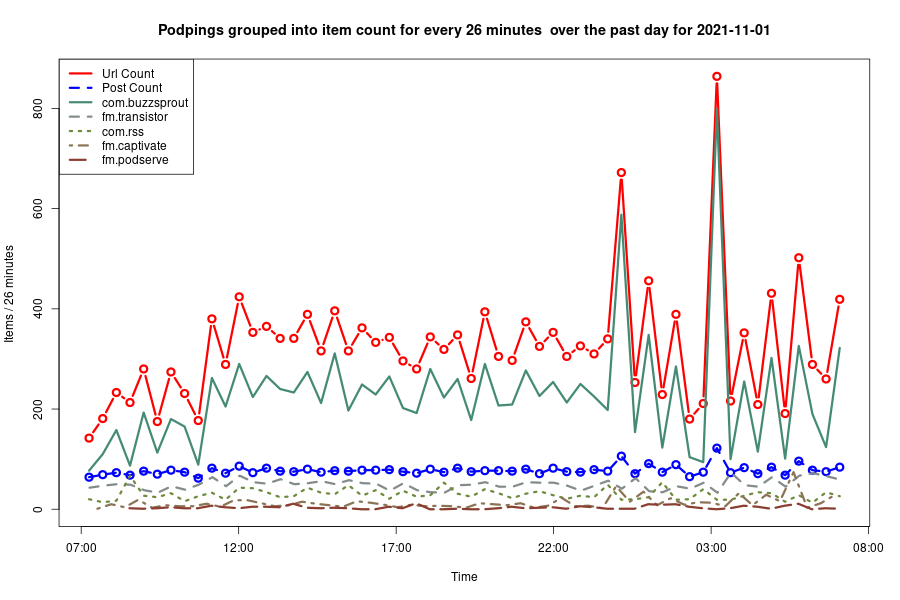 Podpings grouped into item count for every 26 minutes  over the past day for 2021-11-01
Url Count
Post Count
com.buzzsprout
fm.transistor
com.rss
fm.captivate
fm.podserve
Items / 26 minutes
800
600
400
200
0
07:00 12:00 17:00 22:00 03:00 08:00
Time